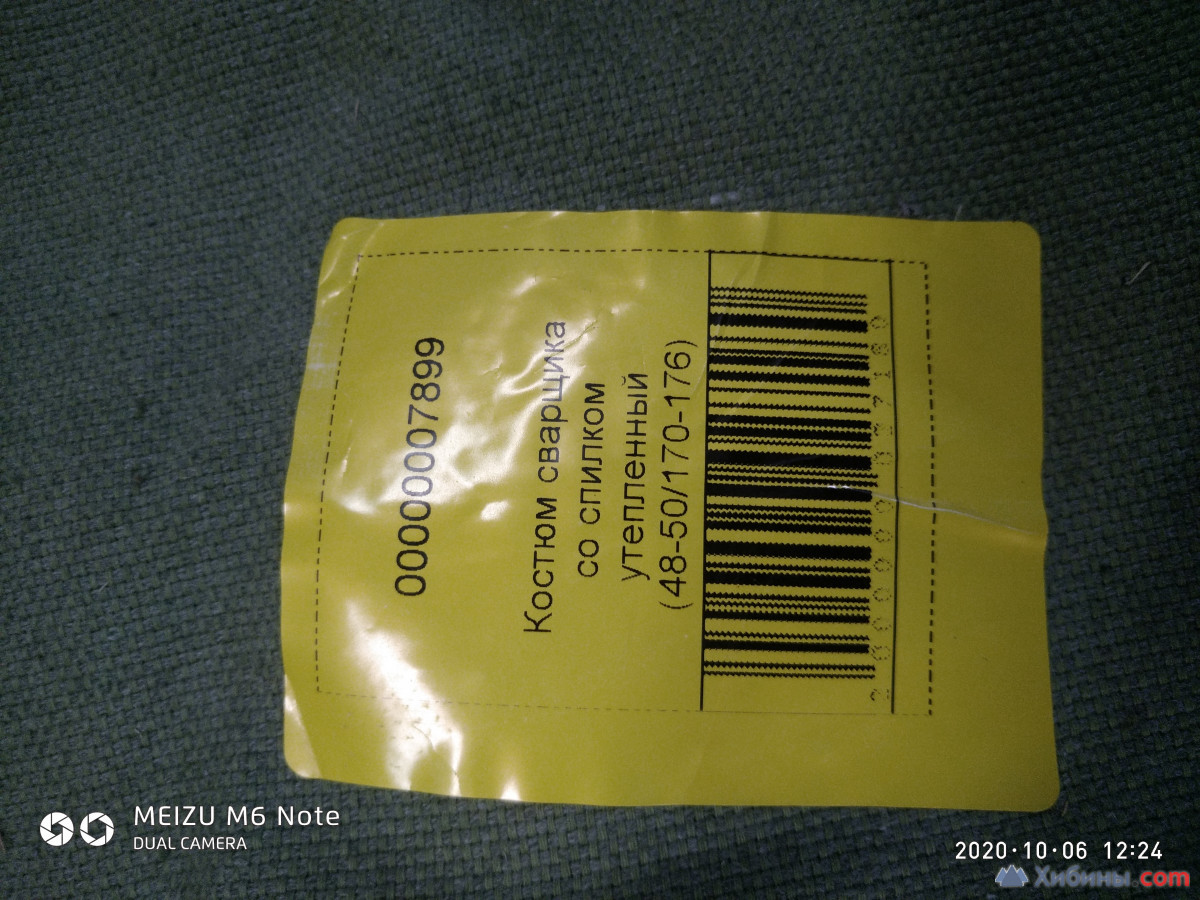 00000007899
Костюм сварщика
со спилком
утепленный
(48-50/170-176)
MEIZU M6 Note
DUAL CAMERA
2020·10·06 12:24
Хибины.com